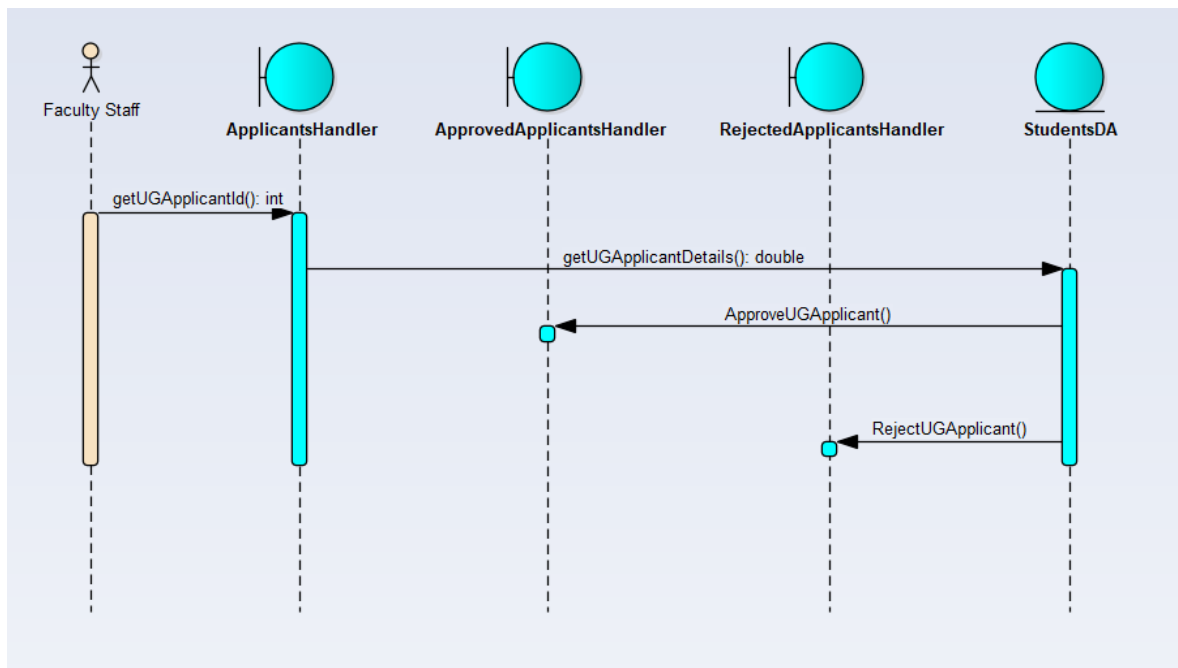 Faculty Staff
ApplicantsHandler
ApprovedApplicantsHandler
RejectedApplicantsHandler
StudentsDA
getUGApplicantId(): int
getUGApplicantDetails(): double
ApproveUGApplicant()
RejectUGApplicant()